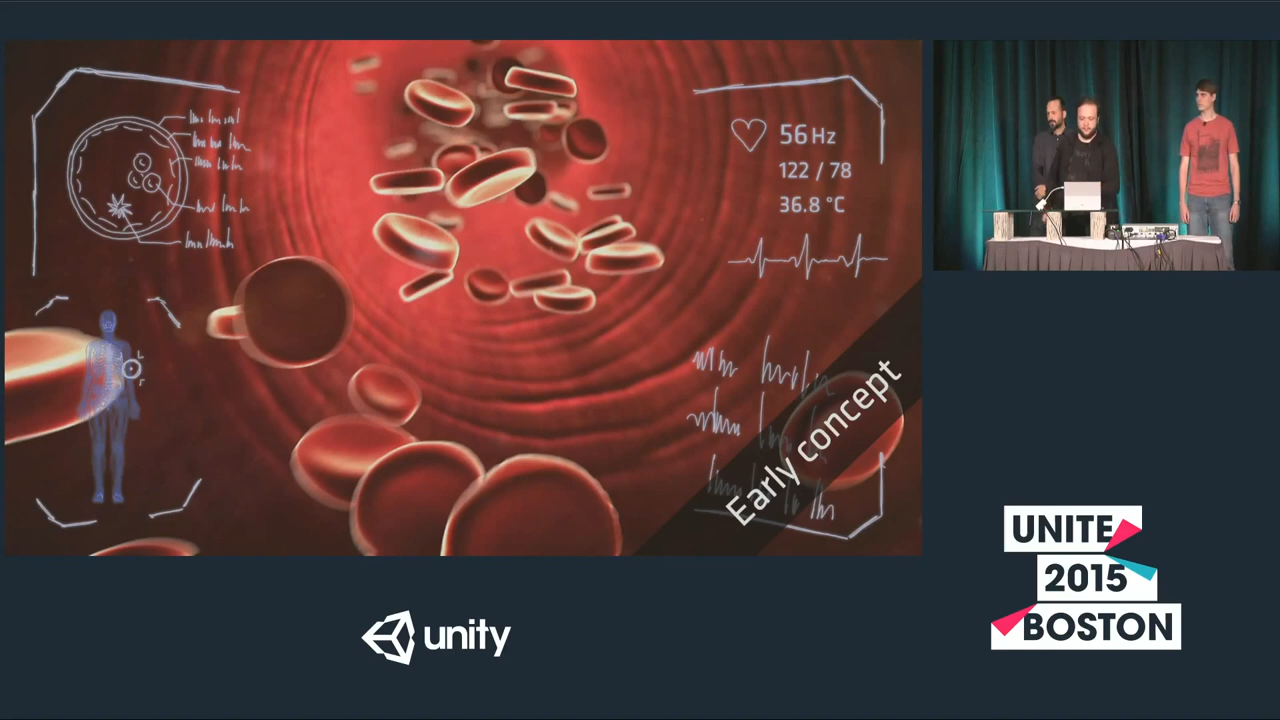 56 Hz
122 / 78
36.8 °C
Early concept
unity
UNITE
2015
BOSTON